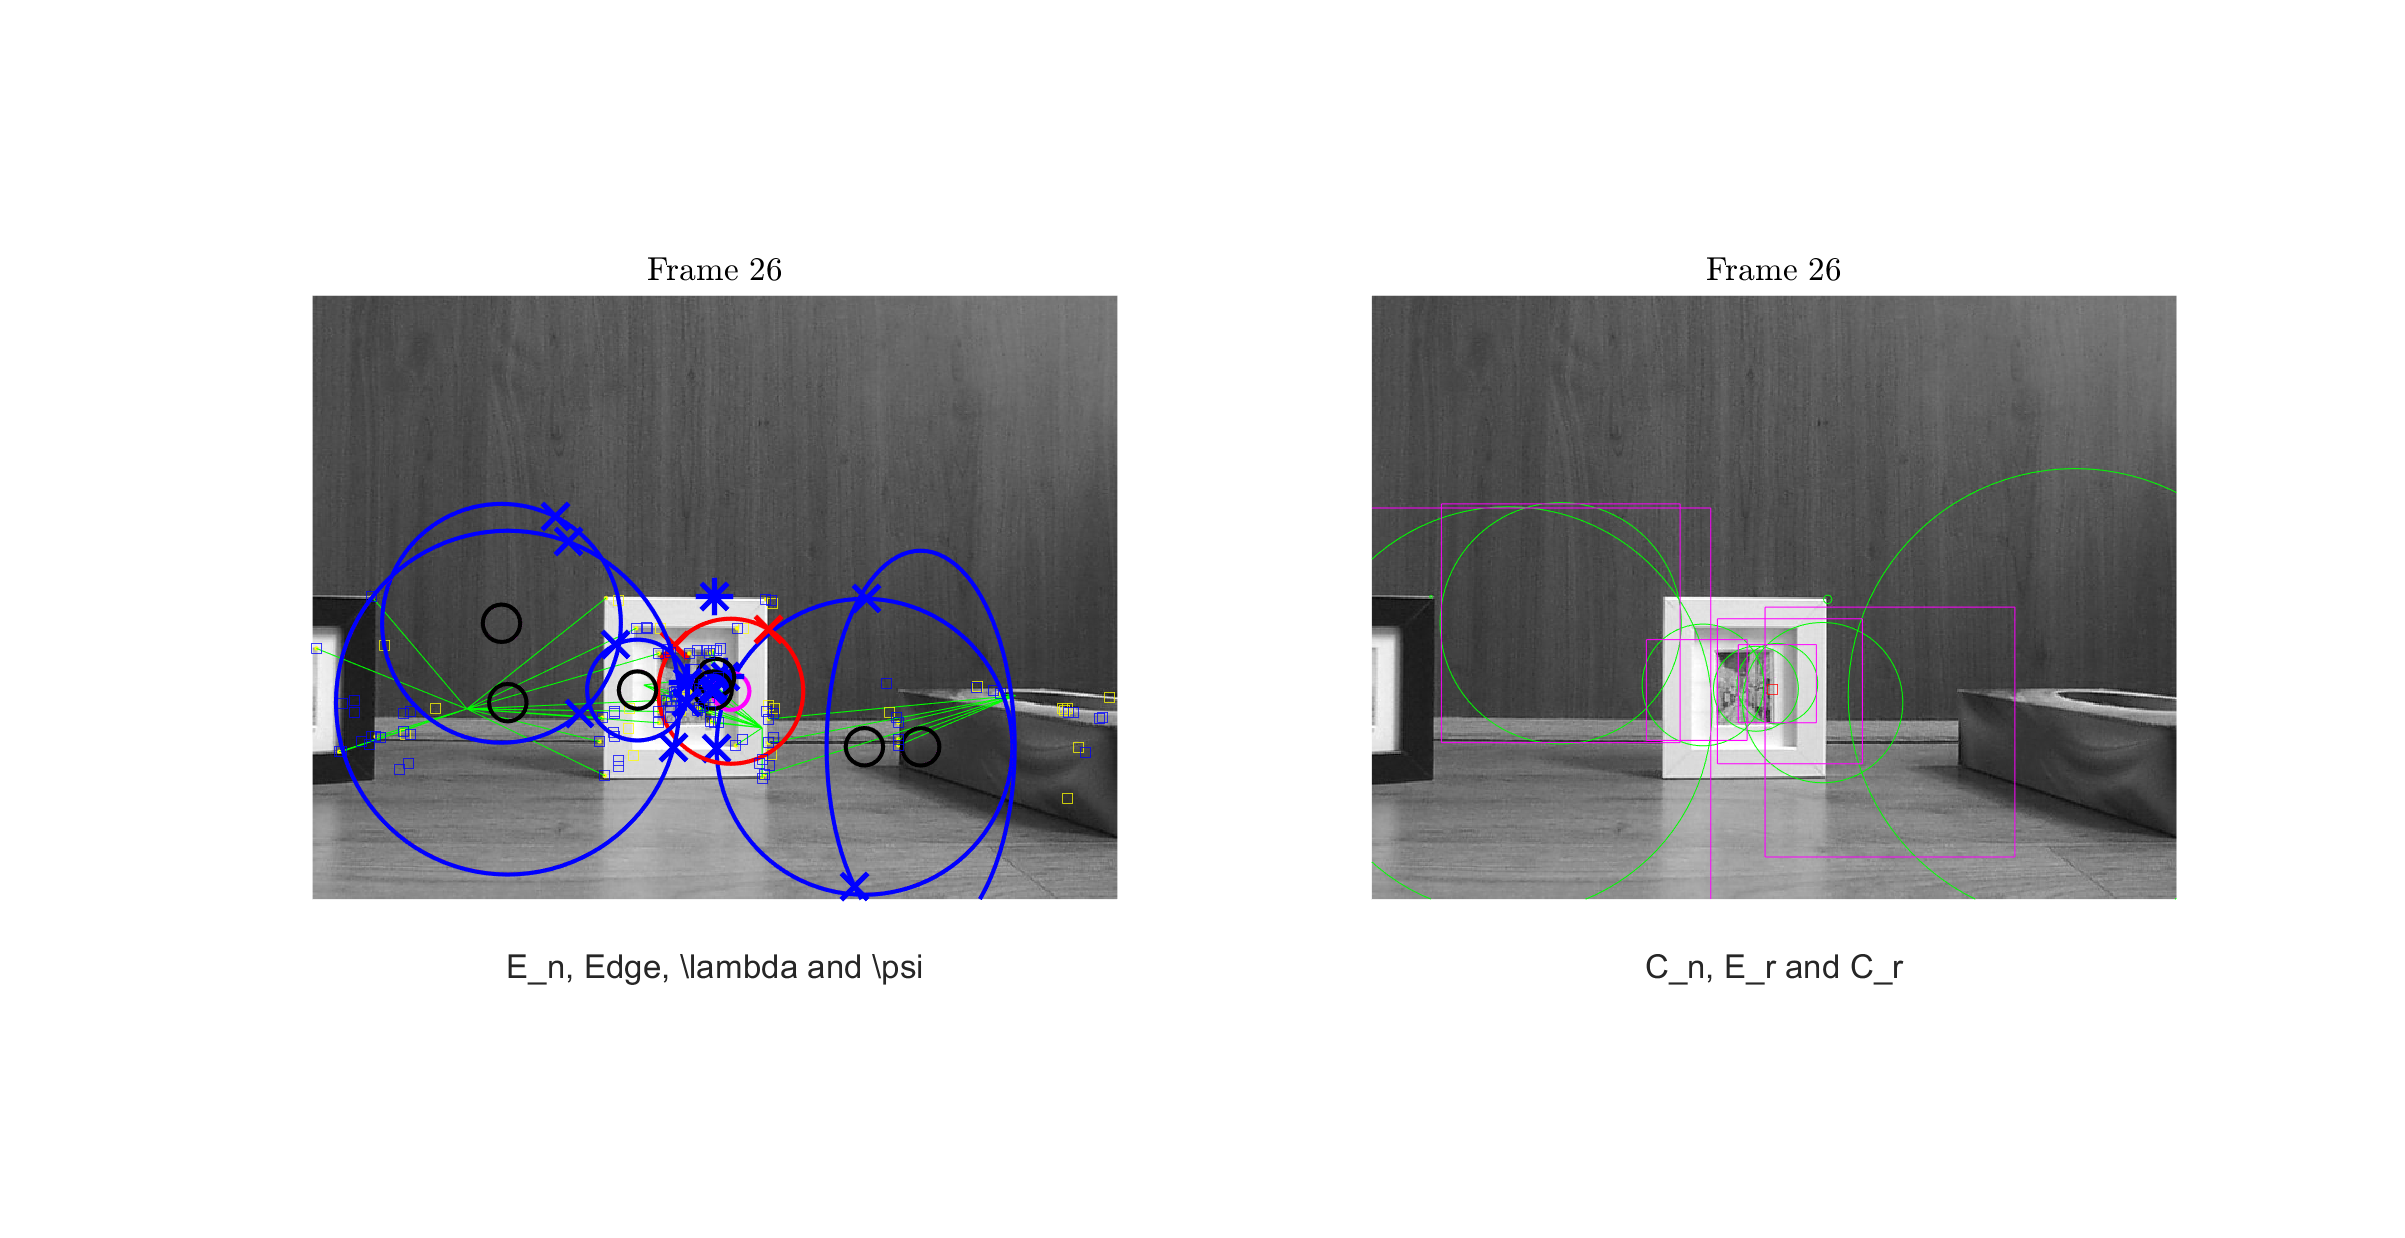 Frame 26
Frame 26
E_n, Edge, \lambda and \psi
C_n, E_r and C_r